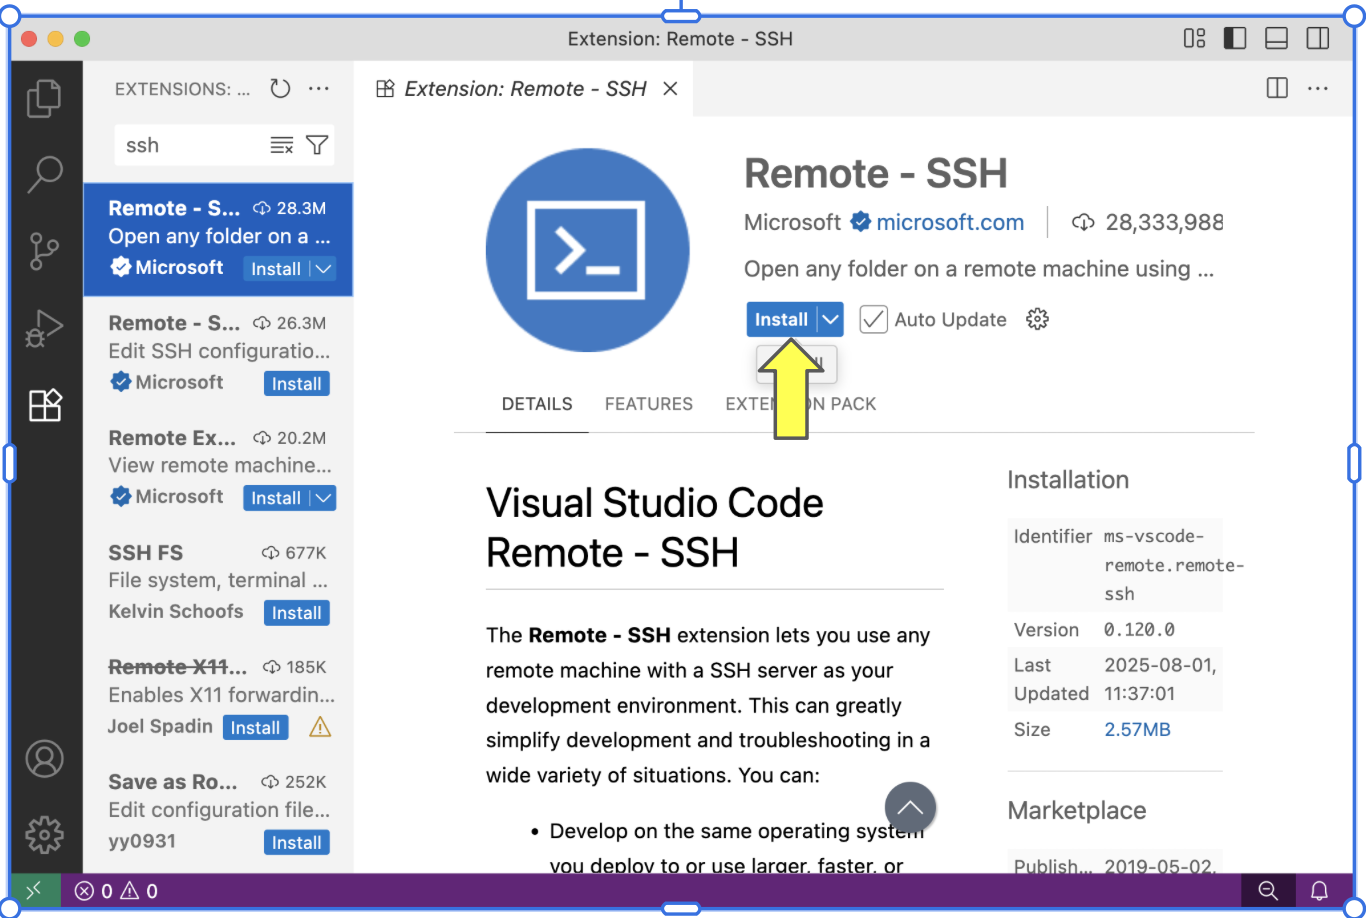 Extension: Remote - SSH
EXTENSIONS: ...
Extension: Remote - SSH
ssh
Remote - S... 28.3M
Open any folder on a ...
Microsoft Install
Remote - S... 26.3M
Edit SSH configuratio...
Microsoft Install
Remote Ex... 20.2M
View remote machine...
Microsoft Install
SSH FS 677K
File system, terminal ...
Kelvin Schoofs Install
Remote X11... 185K
Enables X11 forwardin...
Joel Spadin Install
Save as Ro... 252K
Edit configuration file...
yy0931 Install
Remote - SSH
Microsoft microsoft.com 28,333,988
Open any folder on a remote machine using ...
Install Auto Update
DETAILS FEATURES PACK
Visual Studio Code
Remote - SSH
The Remote - SSH extension lets you use any
remote machine with a SSH server as your
development environment. This can greatly
simplify development and troubleshooting in a
wide variety of situations. You can:
• Develop on the same operating system
you deploy to or use larger, faster, or
Installation
Identifier ms-vscode-
remote.remote-
ssh
Version 0.120.0
Last 2025-08-01,
Updated 11:37:01
Size 2.57MB
Marketplace
Publish... 2019-05-02,
0 0